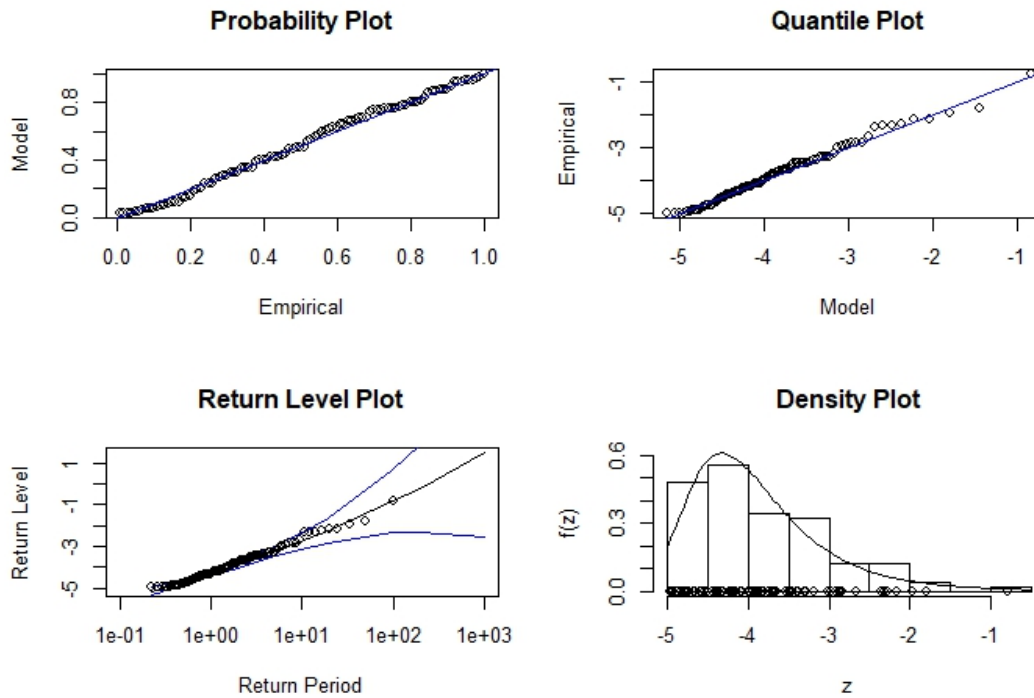 Probability Plot
Model
0.0 0.4 0.8
0.0 0.2 0.4 0.6 0.8 1.0
Empirical
Quantile Plot
Empirical
-5 -3 -1
-5 -4 -3 -2 -1
Model
Return Level Plot
Return Level
-5 -3 -1 1
1e-01 1e+00 1e+01 1e+02 1e+03
Return Period
Density Plot
f(z)
0.0 0.3 0.6
-5 -4 -3 -2 -1
z